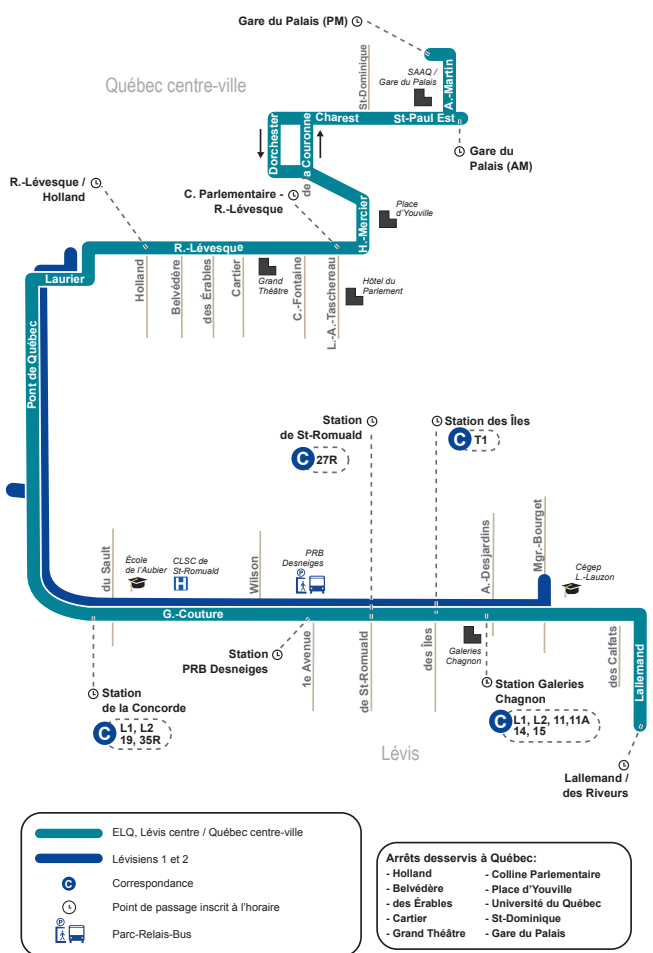 Gare du Palais (PM)
Québec centre-ville
St-Dominique
SAAQ /
Gare du Palais
A.-Martin
Charest
St-Paul Est
Dorchester
de la Couronne
Gare du
Palais (AM)
R.-Lévesque /
Holland
C. Parlementaire -
R.-Lévesque
H.-Mercier
Place
d'Youville
R.-Lévesque
Laurier
Holland
Belvédère
des Érables
Cartier
Grand
Théâtre
C.-Fontaine
L.-A.-Taschereau
Hôtel du
Parlement
Pont de Québec
Station
de St-Romuald
C 27R
Station des Îles
C T1
du Sault
École
de l'Aubier
CLSC de
St-Romuald
H
Wilson
PRB
Desneiges
P
A.-Desjardins
Mgr.-Bourget
Cégep
L.-Lauzon
G.-Couture
Station
PRB Desneiges
1e Avenue
de St-Romuald
des Îles
Galeries
Chagnon
des Calfats
Lallemand
Station
de la Concorde
C L1, L2
19, 35R
Station Galeries
Chagnon
C L1, L2, 11,11A
14, 15
Lévis
Lallemand /
des Riveurs
ELQ, Lévis centre / Québec centre-ville
Lévisiens 1 et 2
C Correspondance
Point de passage inscrit à l'horaire
P Parc-Relais-Bus
Arrêts desservis à Québec:
- Holland
- Belvédère
- des Érables
- Cartier
- Grand Théâtre
- Colline Parlementaire
- Place d'Youville
- Université du Québec
- St-Dominique
- Gare du Palais